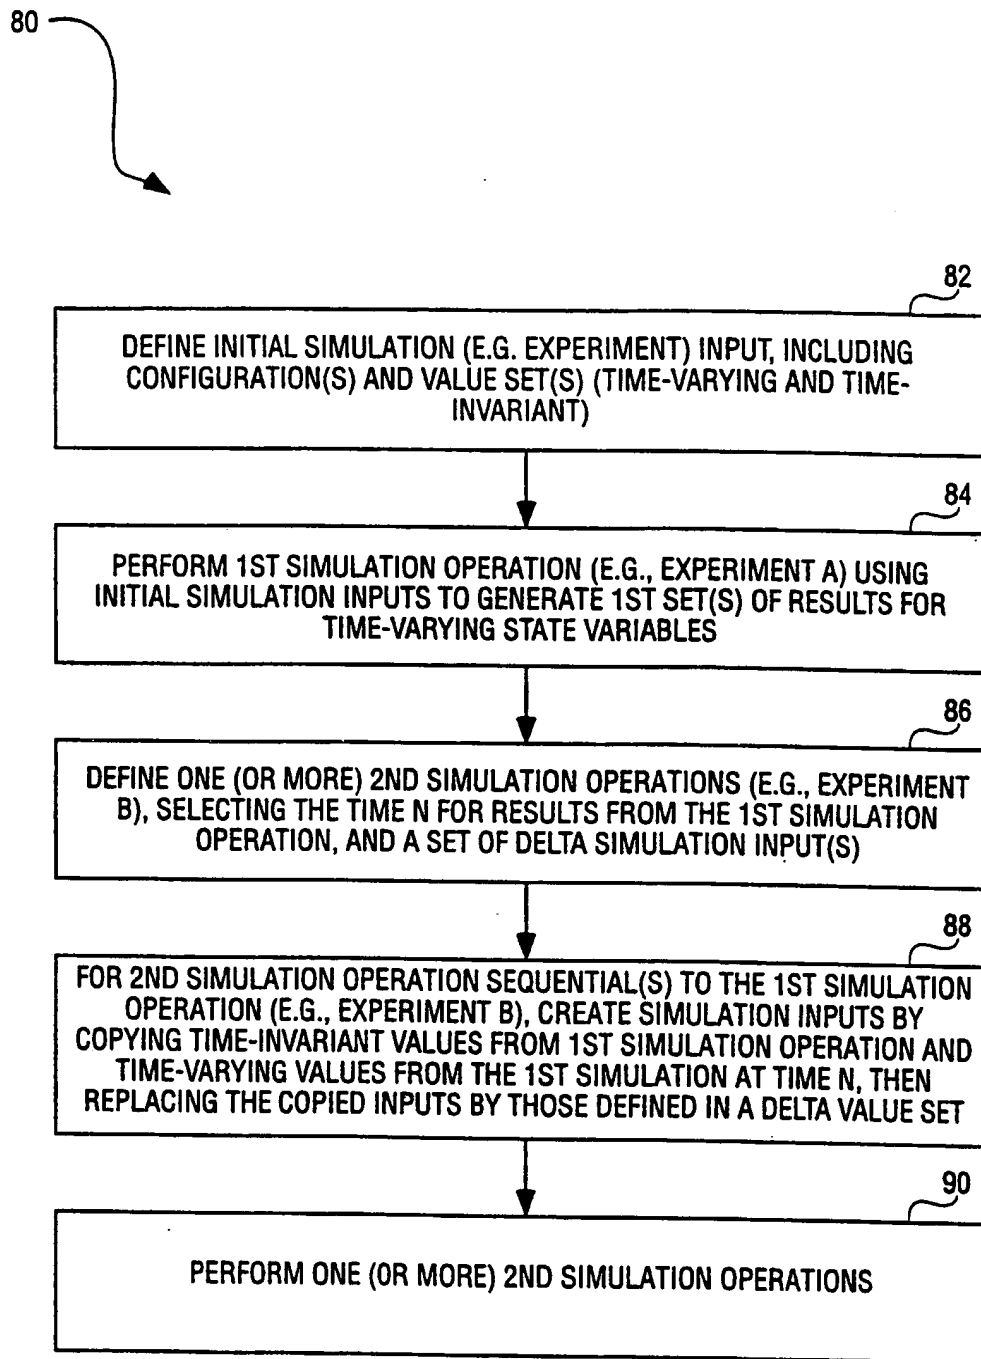 80
82
DEFINE INITIAL SIMULATION (E.G. EXPERIMENT) INPUT, INCLUDING
CONFIGURATION(S) AND VALUE SET(S) (TIME-VARYING AND TIME-
INVARIANT)
84
PERFORM 1ST SIMULATION OPERATION (E.G., EXPERIMENT A) USING
INITIAL SIMULATION INPUTS TO GENERATE 1ST SET(S) OF RESULTS FOR
TIME-VARYING STATE VARIABLES
86
DEFINE ONE (OR MORE) 2ND SIMULATION OPERATIONS (E.G., EXPERIMENT
B), SELECTING THE TIME N FOR RESULTS FROM THE 1ST SIMULATION
OPERATION, AND A SET OF DELTA SIMULATION INPUT(S)
88
FOR 2ND SIMULATION OPERATION SEQUENTIAL(S) TO THE 1ST SIMULATION
OPERATION (E.G., EXPERIMENT B), CREATE SIMULATION INPUTS BY
COPYING TIME-INVARIANT VALUES FROM 1ST SIMULATION OPERATION AND
TIME-VARYING VALUES FROM THE 1ST SIMULATION AT TIME N, THEN
REPLACING THE COPIED INPUTS BY THOSE DEFINED IN A DELTA VALUE SET
90
PERFORM ONE (OR MORE) 2ND SIMULATION OPERATIONS